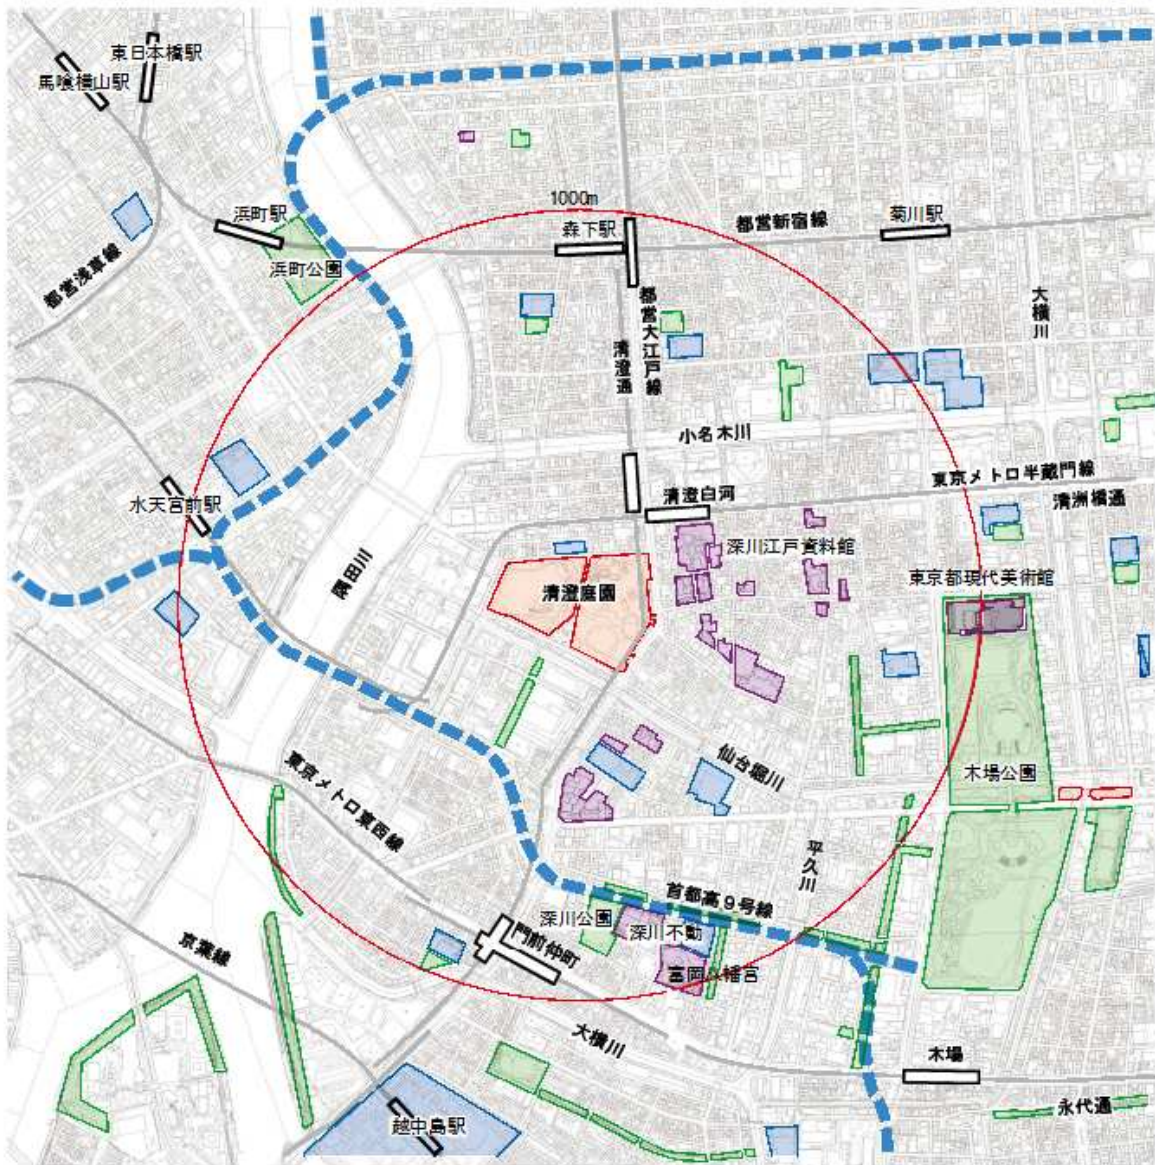 東日本橋駅
馬喰横山駅
1000m
浜町駅
森下駅
都営新宿線
菊川駅
浜町公園
都営浅草線
都営大江戸線
清澄通
大横川
小名木川
東京メトロ半蔵門線
清洲橋通
水天宮前駅
清澄白河
隅田川
深川江戸資料館
清澄庭園
東京都現代美術館
仙台堀川
木場公園
東京メトロ東西線
平久川
首都高9号線
深川公園
深川不動
富岡八幡宮
門前仲町
京葉線
大横川
木場
越中島駅
永代通